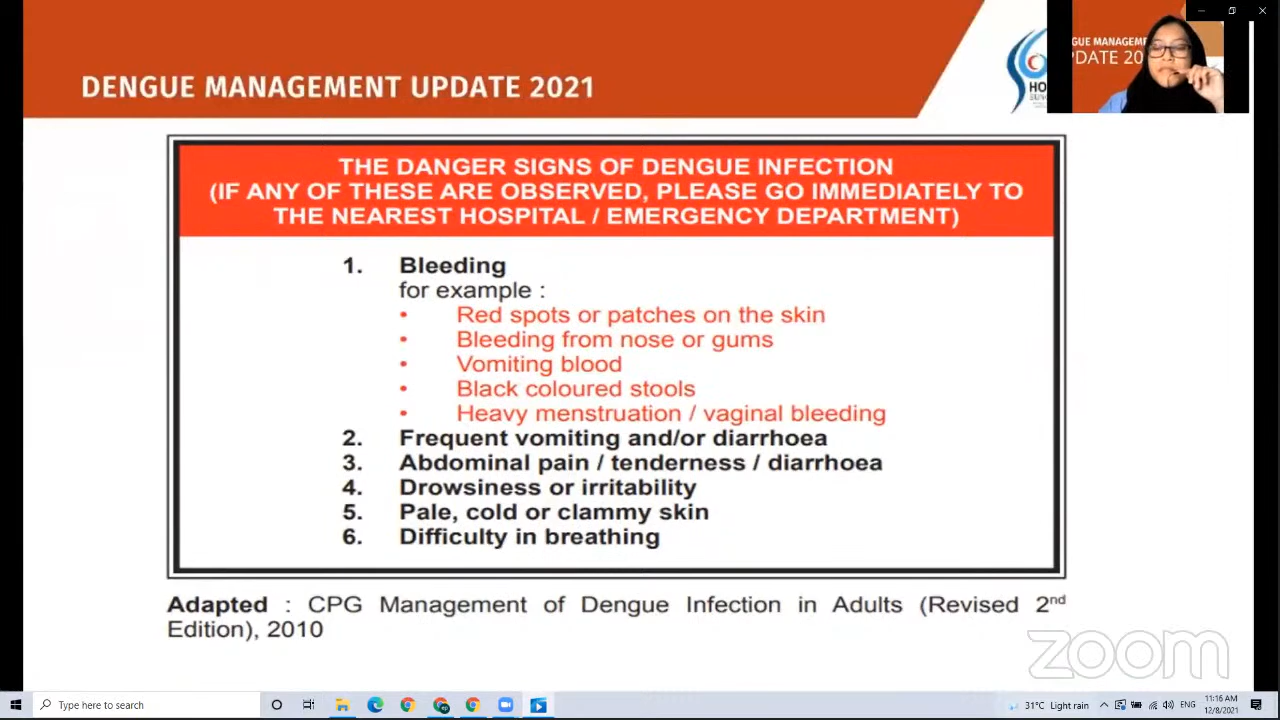 DENGUE MANAGEMENT UPDATE 2021
HO
GUE MANAGEME
PDATE 20
THE DANGER SIGNS OF DENGUE INFECTION
(IF ANY OF THESE ARE OBSERVED, PLEASE GO IMMEDIATELY TO
THE NEAREST HOSPITAL / EMERGENCY DEPARTMENT)
1. Bleeding
for example :
• Red spots or patches on the skin
• Bleeding from nose or gums
• Vomiting blood
• Black coloured stools
• Heavy menstruation / vaginal bleeding
2. Frequent vomiting and/or diarrhoea
3. Abdominal pain / tenderness / diarrhoea
4. Drowsiness or irritability
5. Pale, cold or clammy skin
6. Difficulty in breathing
Adapted : CPG Management of Dengue Infection in Adults (Revised 2nd
Edition), 2010
zoom
Type here to search
31°C Light rain
ENG
11:16 AM
12/8/2021